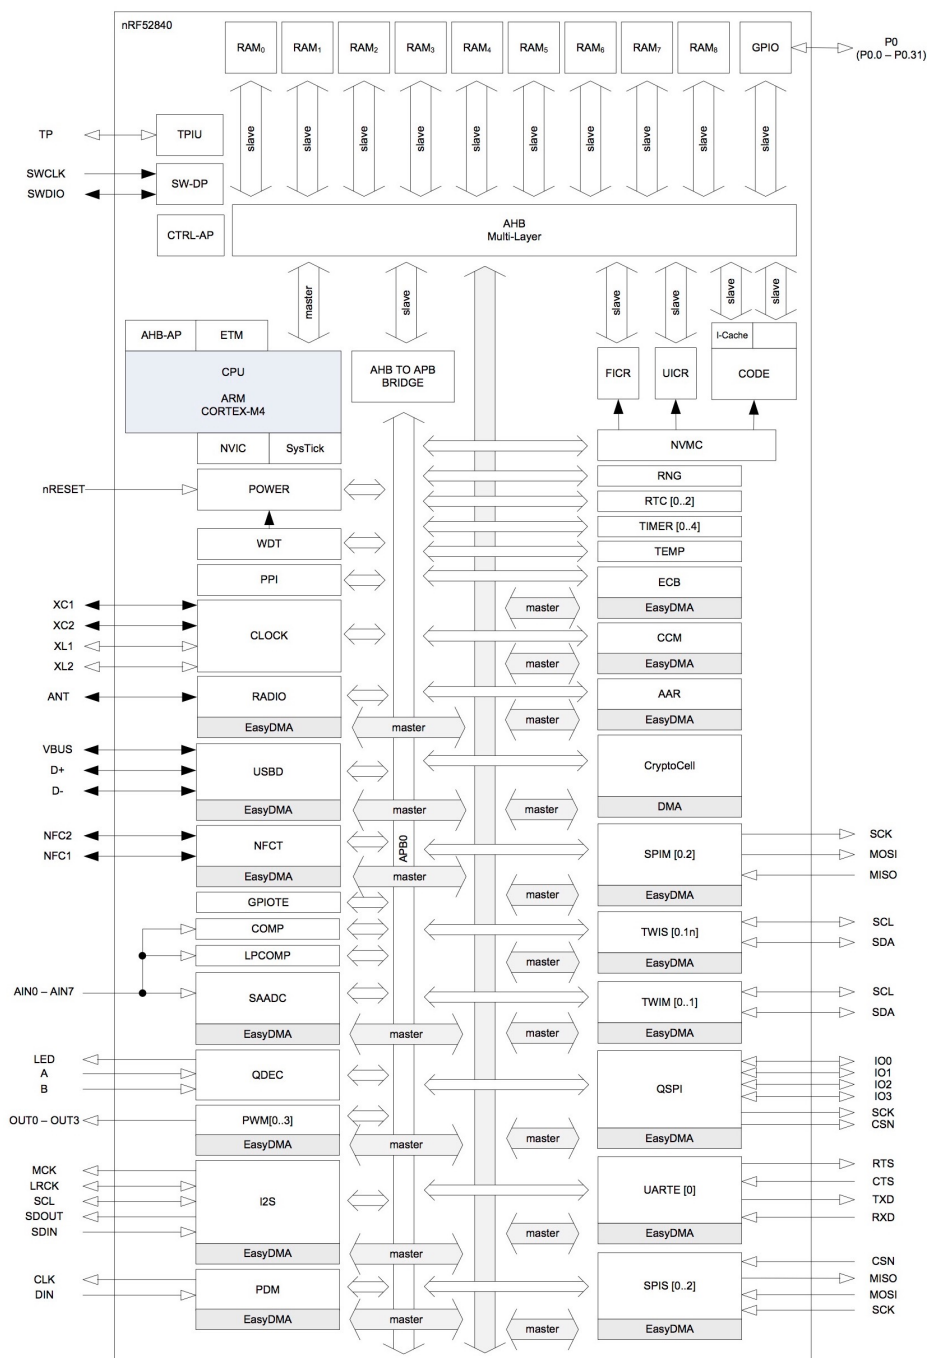 nRF52840
RAM0
RAM1
RAM2
RAM3
RAM4
RAM5
RAM6
RAM7
RAM8
GPIO
P0
(P0.0 – P0.31)
slave
slave
slave
slave
slave
slave
slave
slave
slave
slave
TP
TPIU
SWCLK
SWDIO
SW-DP
CTRL-AP
AHB
Multi-Layer
master
slave
slave
slave
slave
slave
AHB-AP
ETM
CPU
ARM
CORTEX-M4
NVIC
SysTick
AHB TO APB
BRIDGE
FICR
UICR
I-Cache
CODE
NVMC
nRESET
POWER
RNG
RTC [0..2]
WDT
TIMER [0..4]
TEMP
PPI
ECB
EasyDMA
master
XC1
XC2
XL1
XL2
CLOCK
CCM
EasyDMA
master
ANT
RADIO
EasyDMA
master
AAR
EasyDMA
master
VBUS
D+
D-
USBD
EasyDMA
master
CryptoCell
DMA
master
NFC2
NFC1
NFCT
EasyDMA
master
APB0
SPIM [0.2]
EasyDMA
master
SCK
MOSI
MISO
GPIOTE
COMP
LPCOMP
TWIS [0.1n]
EasyDMA
master
SCL
SDA
AIN0 – AIN7
SAADC
EasyDMA
master
TWIM [0..1]
EasyDMA
master
SCL
SDA
LED
A
B
QDEC
QSPI
EasyDMA
master
IO0
IO1
IO2
IO3
SCK
CSN
OUT0 – OUT3
PWM[0..3]
EasyDMA
master
MCK
LRCK
SCL
SDOUT
SDIN
I2S
EasyDMA
master
UARTE [0]
EasyDMA
master
RTS
CTS
TXD
RXD
CLK
DIN
PDM
EasyDMA
master
SPIS [0..2]
EasyDMA
master
CSN
MISO
MOSI
SCK